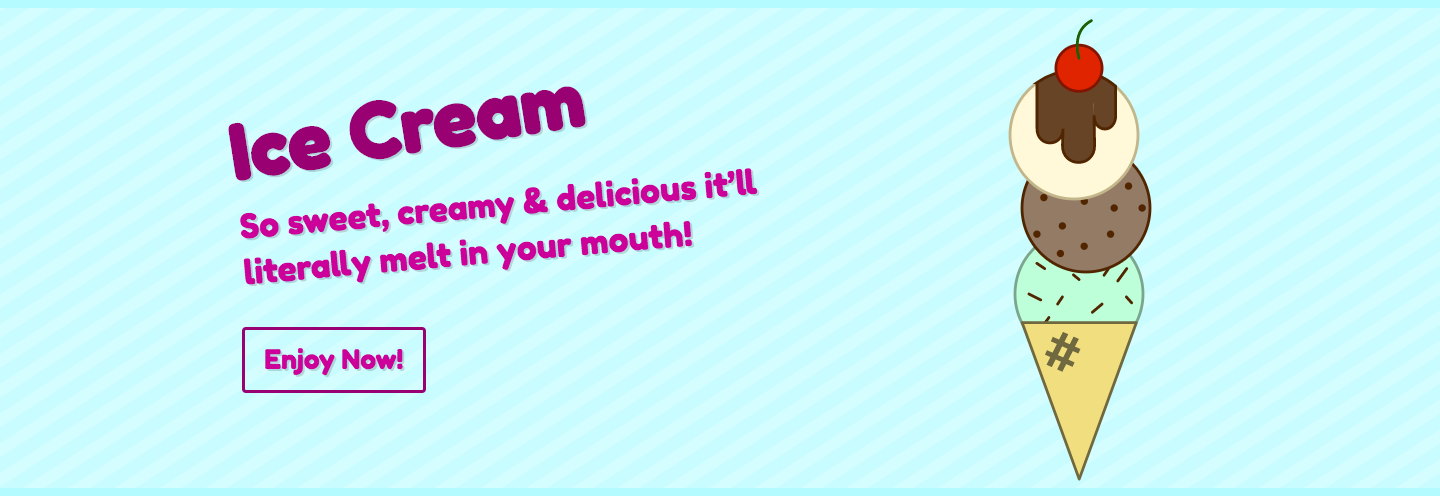 Ice Cream
So sweet, creamy & delicious it’ll
literally melt in your mouth!
Enjoy Now!
#